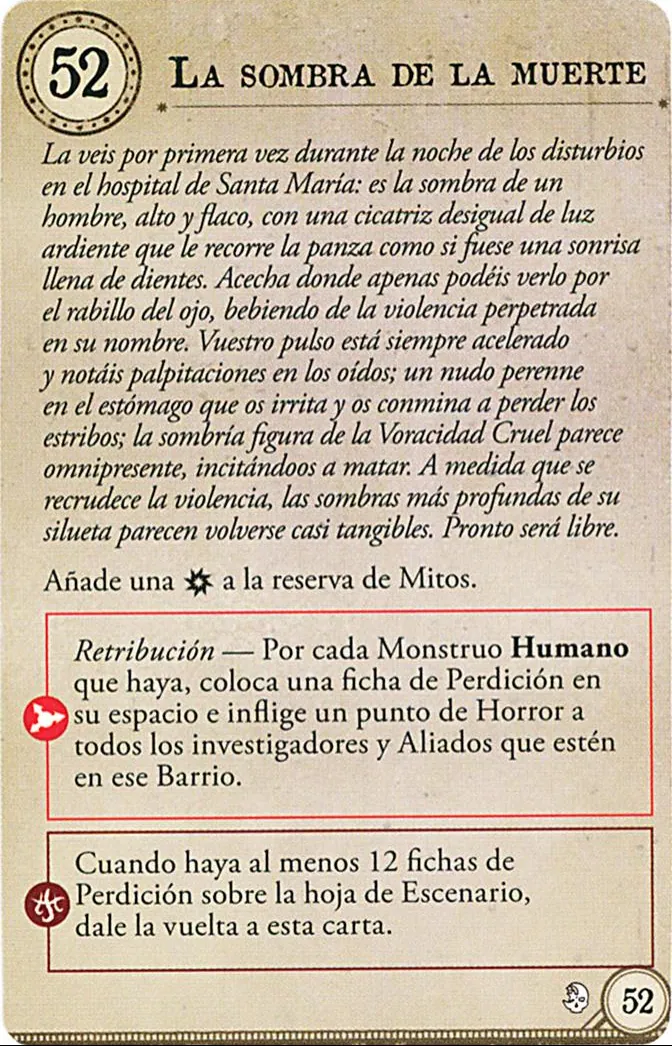 52
La sombra de la muerte
La veis por primera vez durante la noche de los disturbios
en el hospital de Santa María: es la sombra de un
hombre, alto y flaco, con una cicatriz desigual de luz
ardiente que le recorre la panza como si fuese una sonrisa
llena de dientes. Acecha donde apenas podéis verlo por
el rabillo del ojo, bebiendo de la violencia perpetrada
en su nombre. Vuestro pulso está siempre acelerado
y notáis palpitaciones en los oídos; un nudo perenne
en el estómago que os irrita y os conmina a perder los
estribos; la sombría figura de la Voracidad Cruel parece
omnipresente, incitándoos a matar. A medida que se
recrudece la violencia, las sombras más profundas de su
silueta parecen volverse casi tangibles. Pronto será libre.
Añade una a la reserva de Mitos.
Retribución — Por cada Monstruo Humano
que haya, coloca una ficha de Perdición en
su espacio e inflige un punto de Horror a
todos los investigadores y Aliados que estén
en ese Barrio.
Cuando haya al menos 12 fichas de
Perdición sobre la hoja de Escenario,
dale la vuelta a esta carta.
52